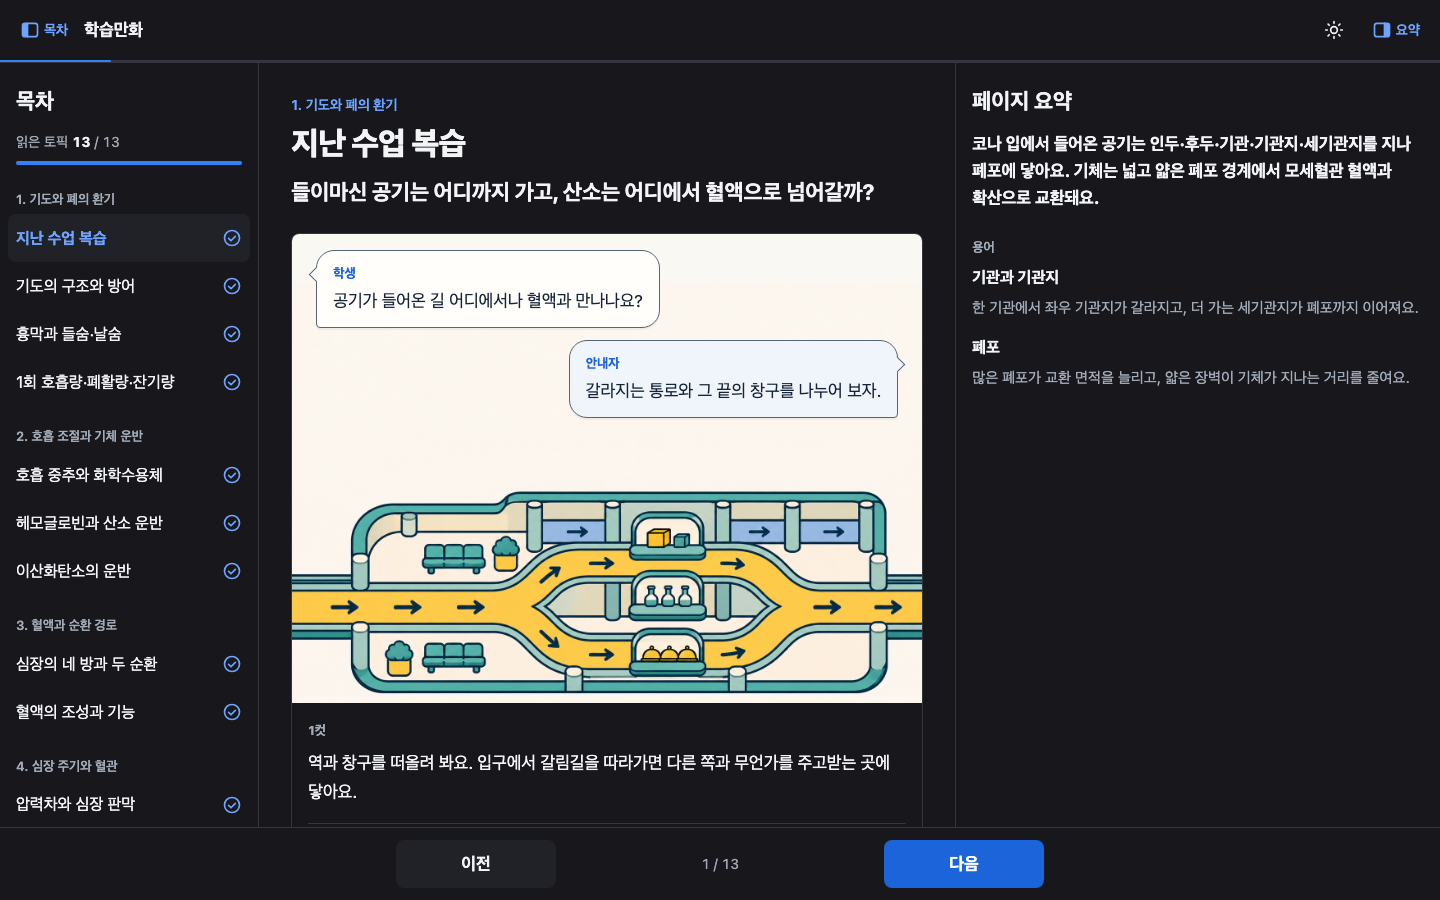 목차
학습만화
요약
목차
읽은 토픽 13 / 13
1. 기도와 폐의 환기
지난 수업 복습
기도의 구조와 방어
흉막과 들숨·날숨
1회 호흡량·폐활량·잔기량
2. 호흡 조절과 기체 운반
호흡 중추와 화학수용체
헤모글로빈과 산소 운반
이산화탄소의 운반
3. 혈액과 순환 경로
심장의 네 방과 두 순환
혈액의 조성과 기능
4. 심장 주기와 혈관
압력차와 심장 판막
1. 기도와 폐의 환기
지난 수업 복습
들이마신 공기는 어디까지 가고, 산소는 어디에서 혈액으로 넘어갈까?
학생
공기가 들어온 길 어디에서나 혈액과 만나나요?
안내자
갈라지는 통로와 그 끝의 창구를 나누어 보자.
1컷
역과 창구를 떠올려 봐요. 입구에서 갈림길을 따라가면 다른 쪽과 무언가를 주고받는 곳에
닿아요.
페이지 요약
코나 입에서 들어온 공기는 인두·후두·기관·기관지·세기관지를 지나
폐포에 닿아요. 기체는 넓고 얇은 폐포 경계에서 모세혈관 혈액과
확산으로 교환돼요.
용어
기관과 기관지
한 기관에서 좌우 기관지가 갈라지고, 더 가는 세기관지가 폐포까지 이어져요.
폐포
많은 폐포가 교환 면적을 늘리고, 얇은 장벽이 기체가 지나는 거리를 줄여요.
이전
1 / 13
다음